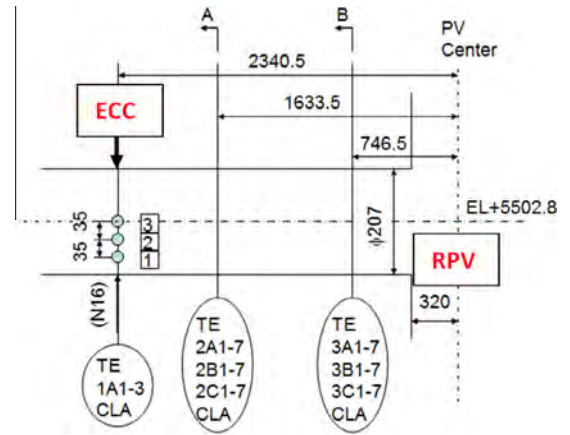 A
B
PV
Center
2340.5
1633.5
ECC
746.5
EL+5502.8
35
35
3
2
1
ϕ207
RPV
320
(N16)
TE
1A1-3
CLA
TE
2A1-7
2B1-7
2C1-7
CLA
TE
3A1-7
3B1-7
3C1-7
CLA